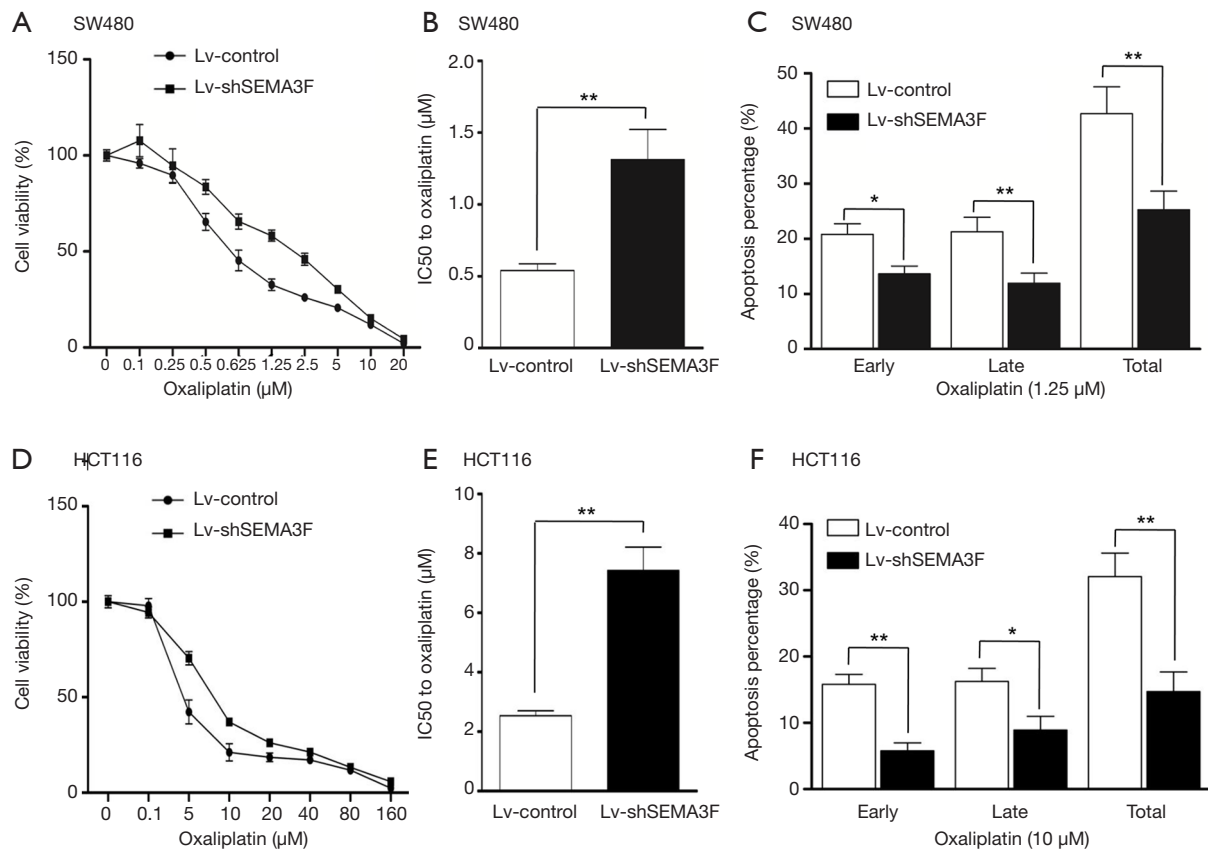 A SW480
150
100
50
0
Cell viability (%)
Lv-control
Lv-shSEMA3F
0 0.1 0.25 0.5 0.625 1.25 2.5 5 10 20
Oxaliplatin (µM)
B SW480
2.0
1.5
1.0
0.5
0
IC50 to oxaliplatin (µM)
**
Lv-control Lv-shSEMA3F
C SW480
50
40
30
20
10
0
Apoptosis percentage (%)
Lv-control
Lv-shSEMA3F
* ** **
Early Late Total
Oxaliplatin (1.25 µM)
D HCT116
150
100
50
0
Cell viability (%)
Lv-control
Lv-shSEMA3F
0 0.1 5 10 20 40 80 160
Oxaliplatin (µM)
E HCT116
10
8
6
4
2
0
IC50 to oxaliplatin (µM)
**
Lv-control Lv-shSEMA3F
F HCT116
40
30
20
10
0
Apoptosis percentage (%)
Lv-control
Lv-shSEMA3F
** * **
Early Late Total
Oxaliplatin (10 µM)